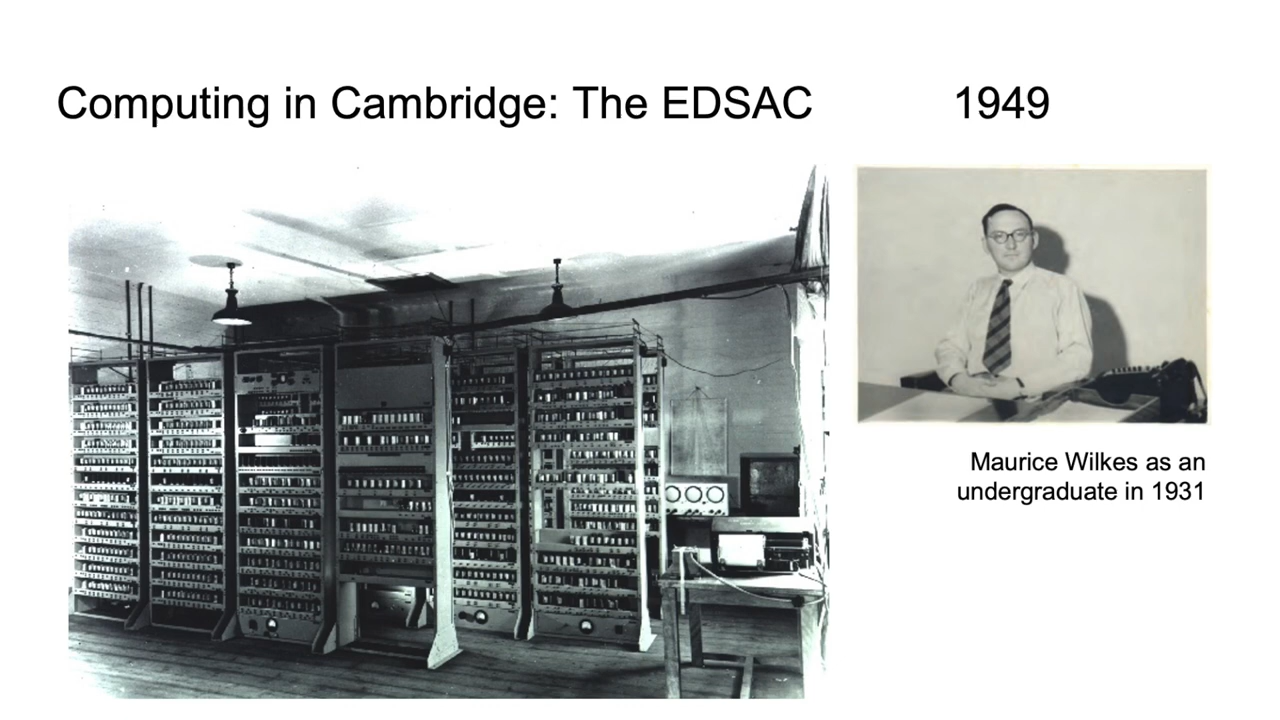 Computing in Cambridge: The EDSAC 1949
Maurice Wilkes as an
undergraduate in 1931